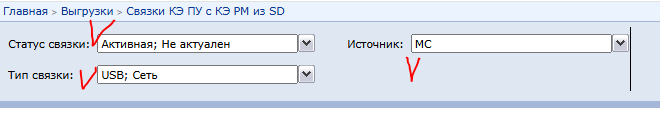 Главная > Выгрузки > Связки КЭ ПУ с КЭ РМ из SD
Статус связки: Активная; Не актуален Источник: МС
Тип связки: USB; Сеть